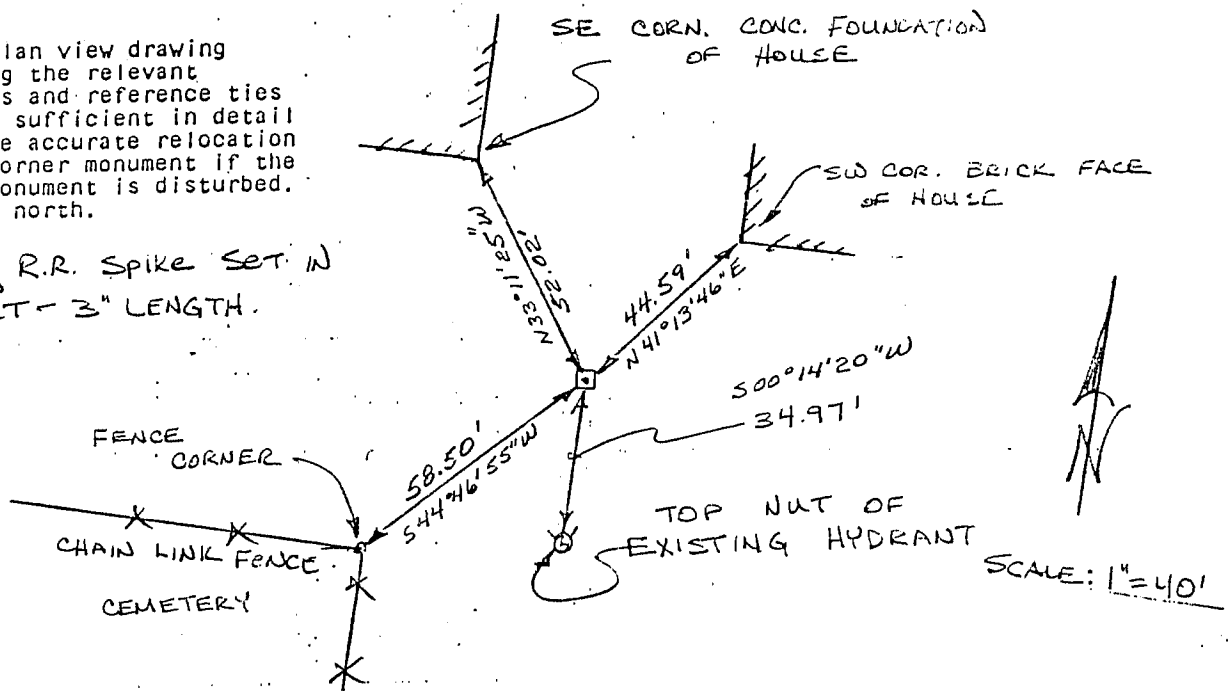 lan view drawing
g the relevant
s and reference ties
sufficient in detail
e accurate relocation
orner monument if the
onument is disturbed.
north.
R.R. Spike Set in
T - 3" LENGTH.
SE CORN. CONC. FOUNDATION
OF HOUSE
SW COR. BRICK FACE
OF HOUSE
N33°11'25"W
52.02'
44.59'
N41°13'46"E
S00°14'20"W
34.97'
FENCE
CORNER
58.50'
S44°46'55"W
TOP NUT OF
EXISTING HYDRANT
CHAIN LINK FENCE
CEMETERY
N
SCALE: 1"=40'